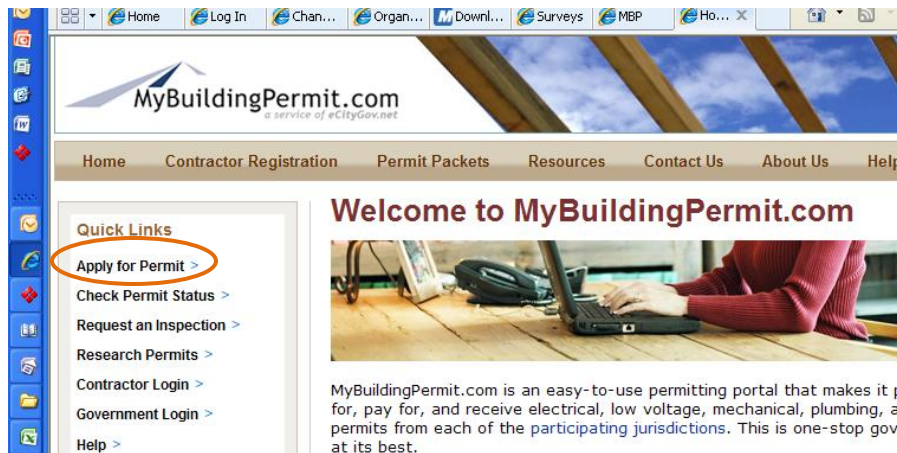 Home Log In Chan... Organ... Downl... Surveys MBP Ho...
MyBuildingPermit.com
a service of eCityGov.net
Home Contractor Registration Permit Packets Resources Contact Us About Us Help
Quick Links
Apply for Permit >
Check Permit Status >
Request an Inspection >
Research Permits >
Contractor Login >
Government Login >
Help >
Welcome to MyBuildingPermit.com
MyBuildingPermit.com is an easy-to-use permitting portal that makes it p
for, pay for, and receive electrical, low voltage, mechanical, plumbing, a
permits from each of the participating jurisdictions. This is one-stop gov
at its best.